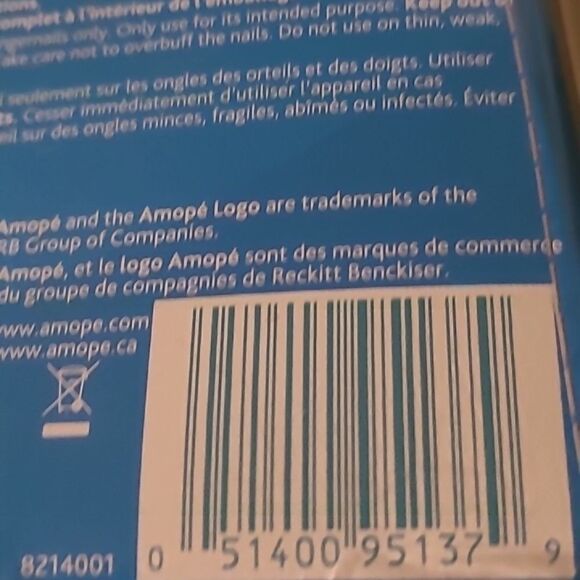 complet à l'intérieur de
only. Only use for its intended purpose. Keep out of
care not to overbuff the nails. Do not use on thin, weak,
seulement sur les ongles des orteils et des doigts. Utiliser
Cesser immédiatement d'utiliser l'appareil en cas
sur des ongles minces, fragiles, abîmés ou infectés. Éviter
Amopé and the Amopé Logo are trademarks of the
RB Group of Companies.
Amopé, et le logo Amopé sont des marques de commerce
du groupe de compagnies de Reckitt Benckiser.
www.amope.com
www.amope.ca
8214001
0 51400 95137 9